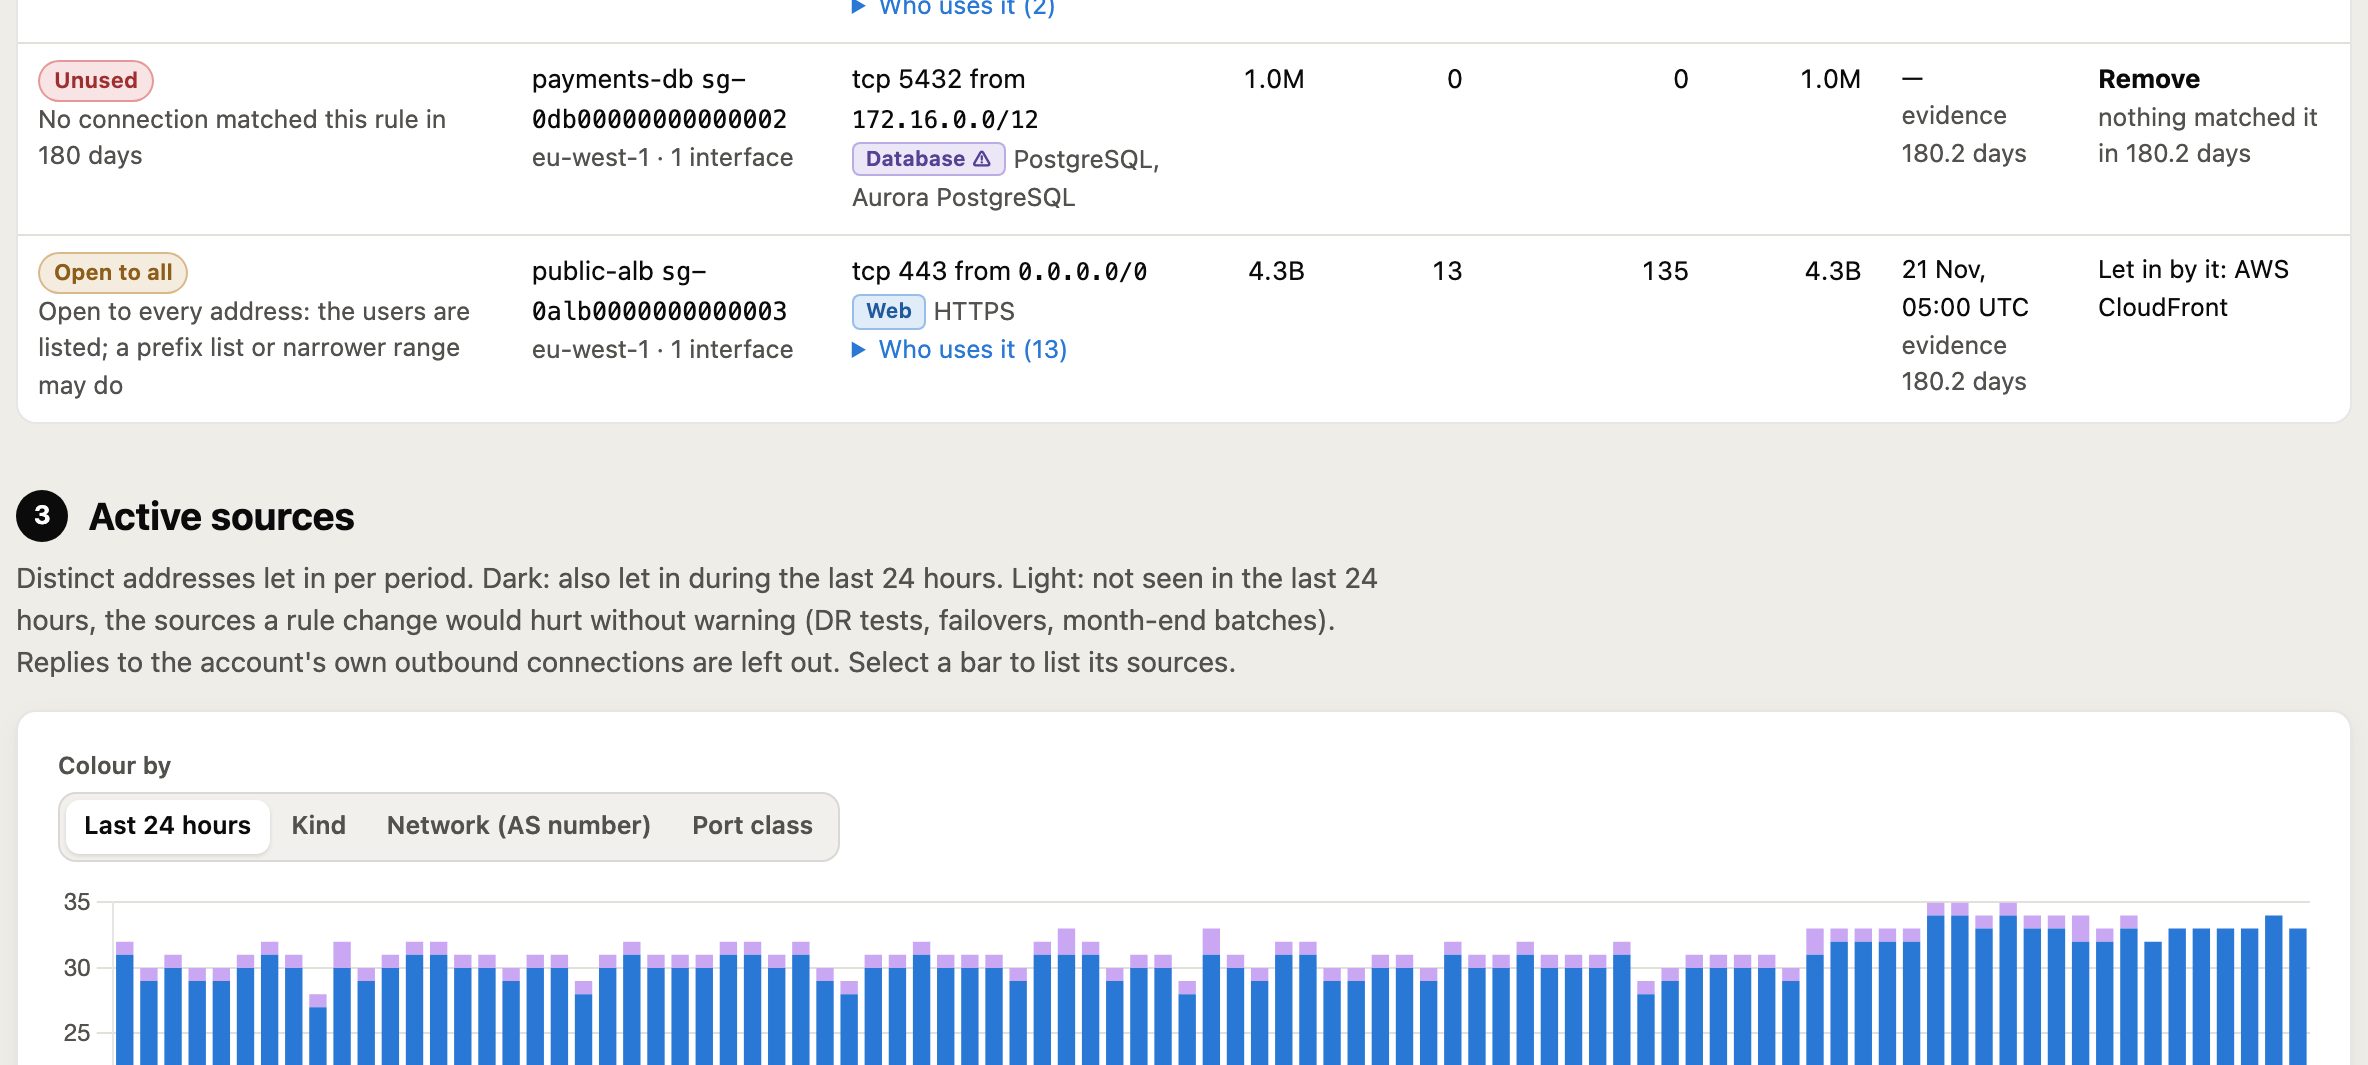 Who uses it (2)
Unused
No connection matched this rule in
180 days
payments-db sg-
0db00000000000002
eu-west-1 · 1 interface
tcp 5432 from
172.16.0.0/12
Database ⚠ PostgreSQL,
Aurora PostgreSQL
1.0M
0
0
1.0M
—
evidence
180.2 days
Remove
nothing matched it
in 180.2 days
Open to all
Open to every address: the users are
listed; a prefix list or narrower range
may do
public-alb sg-
0alb0000000000003
eu-west-1 · 1 interface
tcp 443 from 0.0.0.0/0
Web HTTPS
Who uses it (13)
4.3B
13
135
4.3B
21 Nov,
05:00 UTC
evidence
180.2 days
Let in by it: AWS
CloudFront
3 Active sources
Distinct addresses let in per period. Dark: also let in during the last 24 hours. Light: not seen in the last 24
hours, the sources a rule change would hurt without warning (DR tests, failovers, month-end batches).
Replies to the account's own outbound connections are left out. Select a bar to list its sources.
Colour by
Last 24 hours Kind Network (AS number) Port class
35
30
25